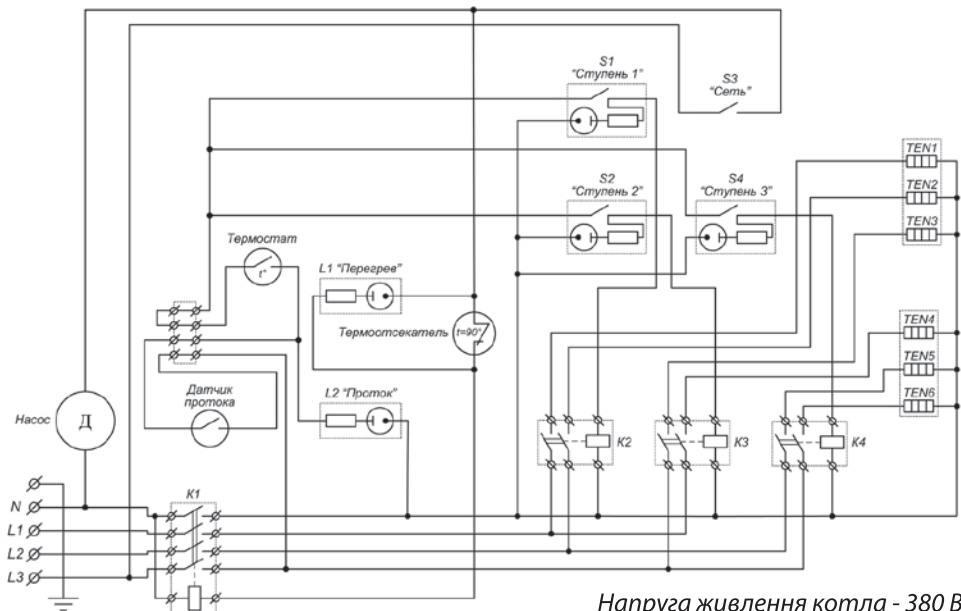 S1
"Ступень 1"
S3
"Сеть"
TEN1
S2
"Ступень 2"
S4
"Ступень 3"
TEN2
TEN3
Термостат
t°
L1 "Перегрев"
Термоотсекатель
t=90°
TEN4
TEN5
TEN6
Датчик
протока
L2 "Проток"
Насос
Д
K2
K3
K4
K1
N
L1
L2
L3
Напруга живлення котла - 380 В